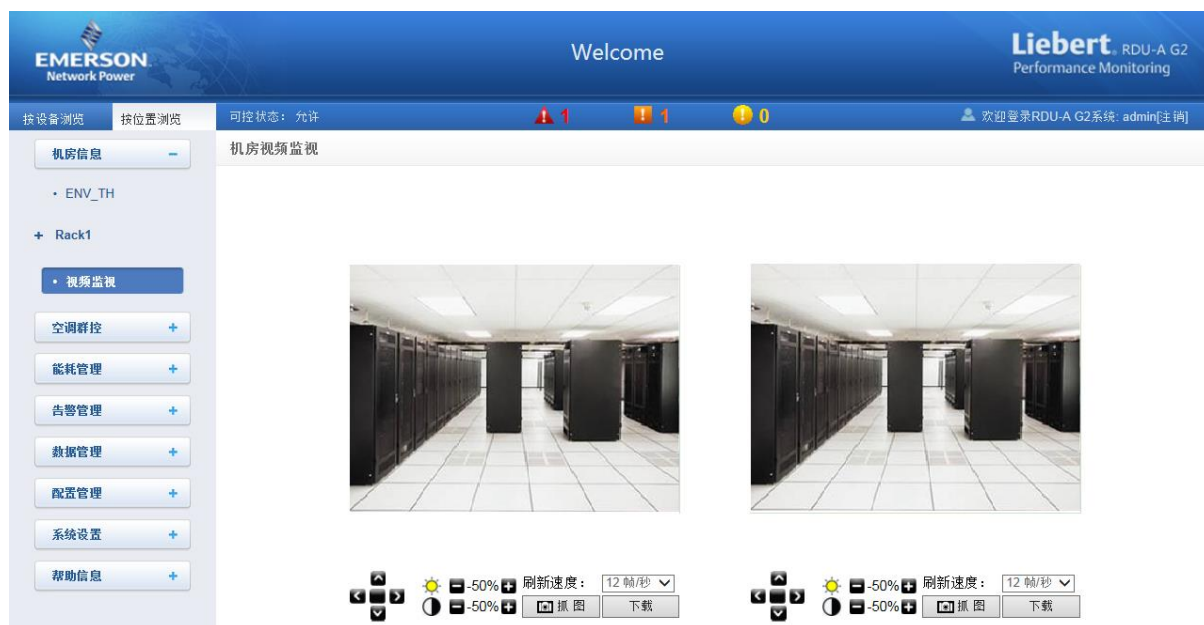 EMERSON
Network Power
Welcome
Liebert RDU-A G2
Performance Monitoring
按设备浏览 按位置浏览 可控状态：允许 1 1 0 欢迎登录RDU-A G2系统: admin[注销]
机房信息
机房视频监视
ENV_TH
Rack1
视频监视
空调群控
能耗管理
告警管理
数据管理
配置管理
系统设置
帮助信息
-50% 刷新速度： 12 帧/秒
-50% 抓图 下载
-50% 刷新速度： 12 帧/秒
-50% 抓图 下载